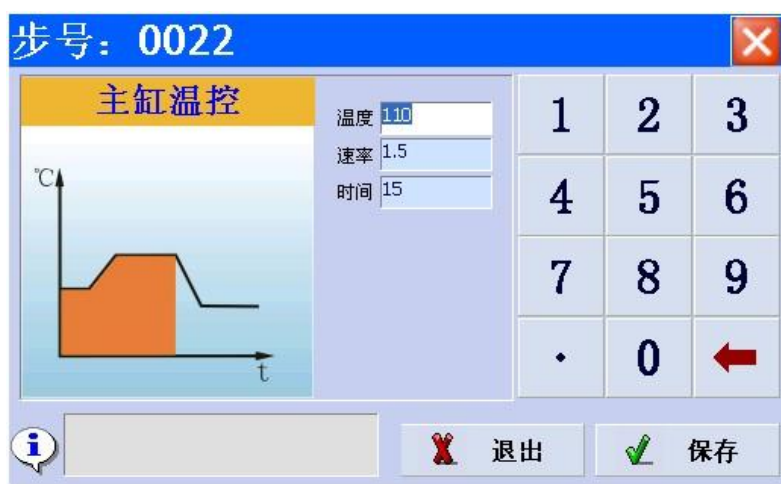 步号：0022
主缸温控
℃
t
温度 110
速率 1.5
时间 15
1 2 3
4 5 6
7 8 9
· 0
i
退出 保存